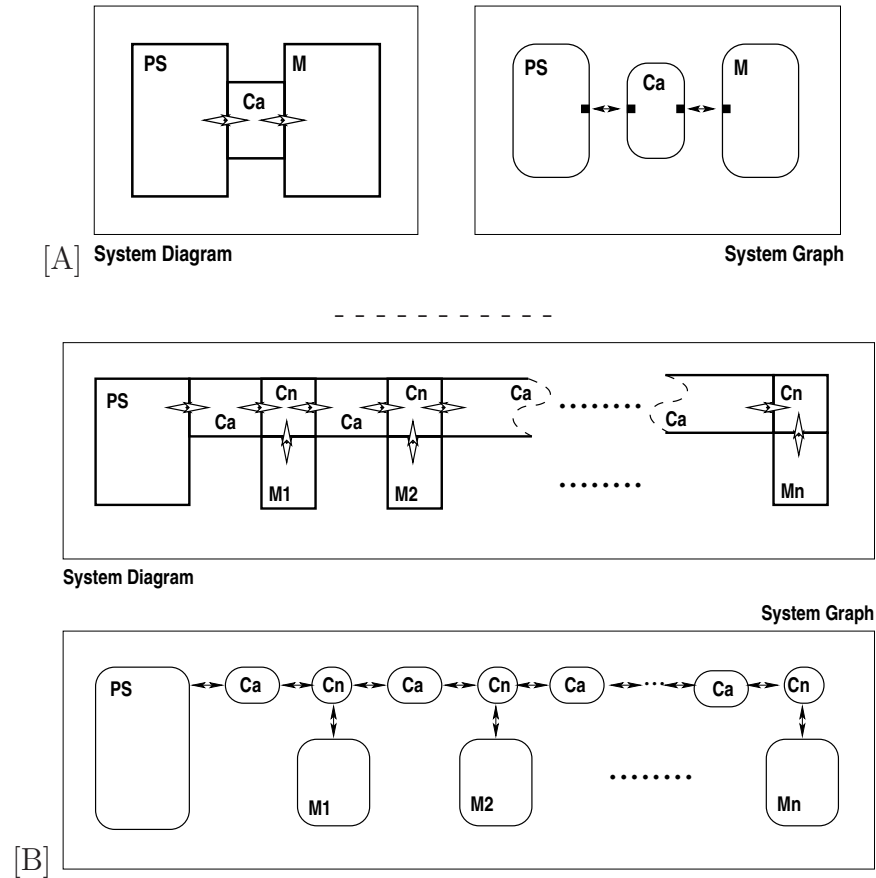 PS M
Ca
PS Ca M
[A] System Diagram System Graph
PS Cn Cn Ca Cn
Ca Ca Ca
M1 M2 Mn
System Diagram
System Graph
PS Ca Cn Ca Cn Ca Ca Cn
M1 M2 Mn
[B]